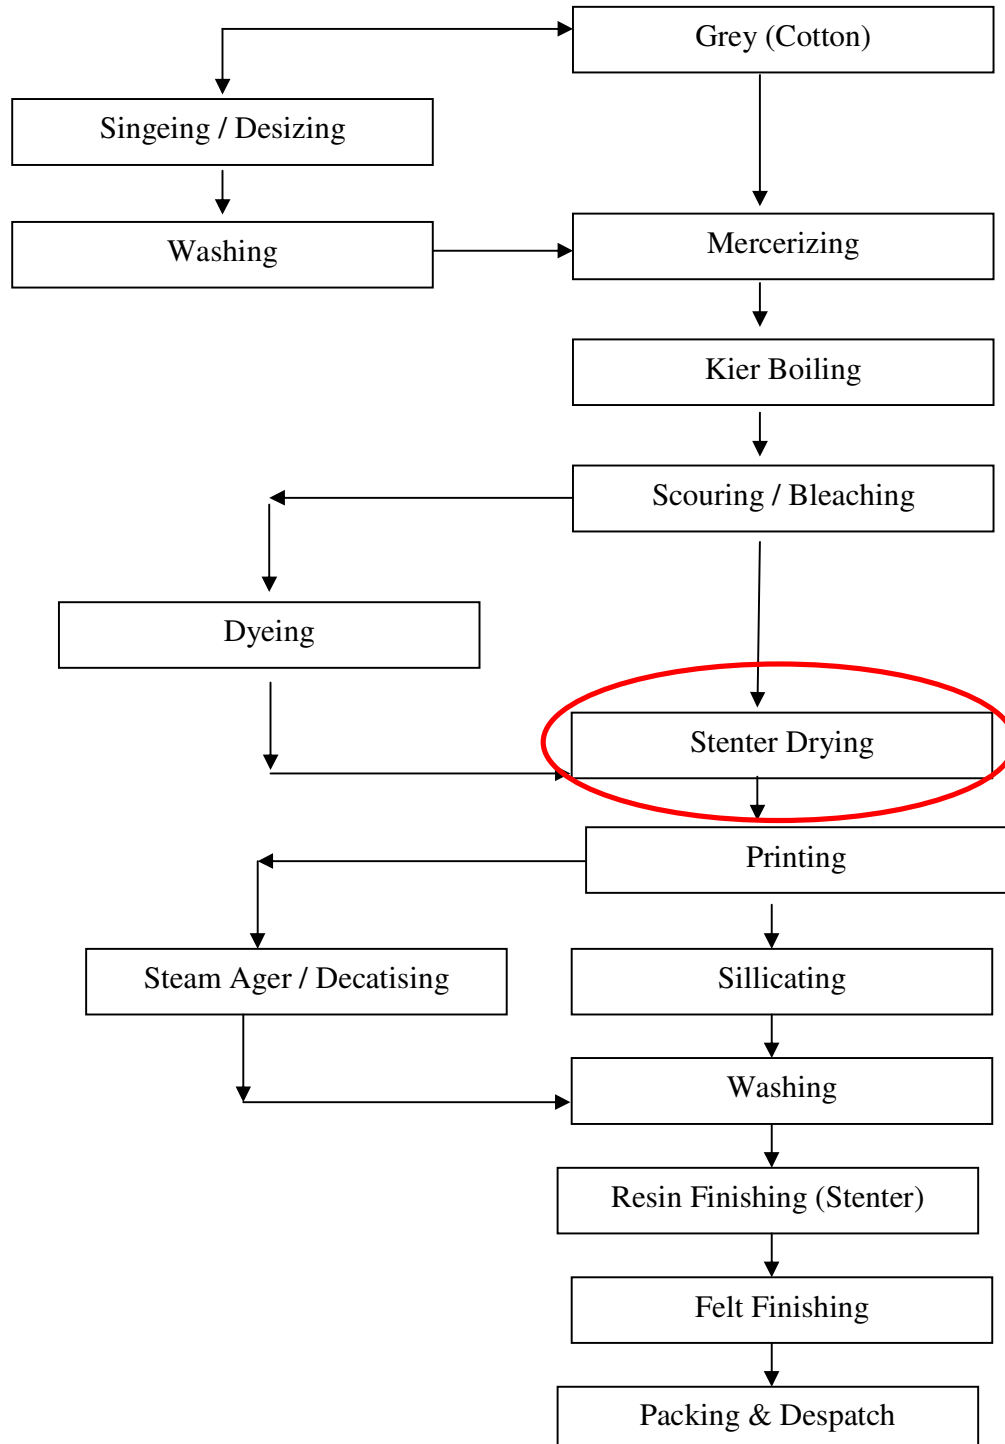 Grey (Cotton)
Singeing / Desizing
Washing
Mercerizing
Kier Boiling
Scouring / Bleaching
Dyeing
Stenter Drying
Printing
Steam Ager / Decatising
Sillicating
Washing
Resin Finishing (Stenter)
Felt Finishing
Packing & Despatch